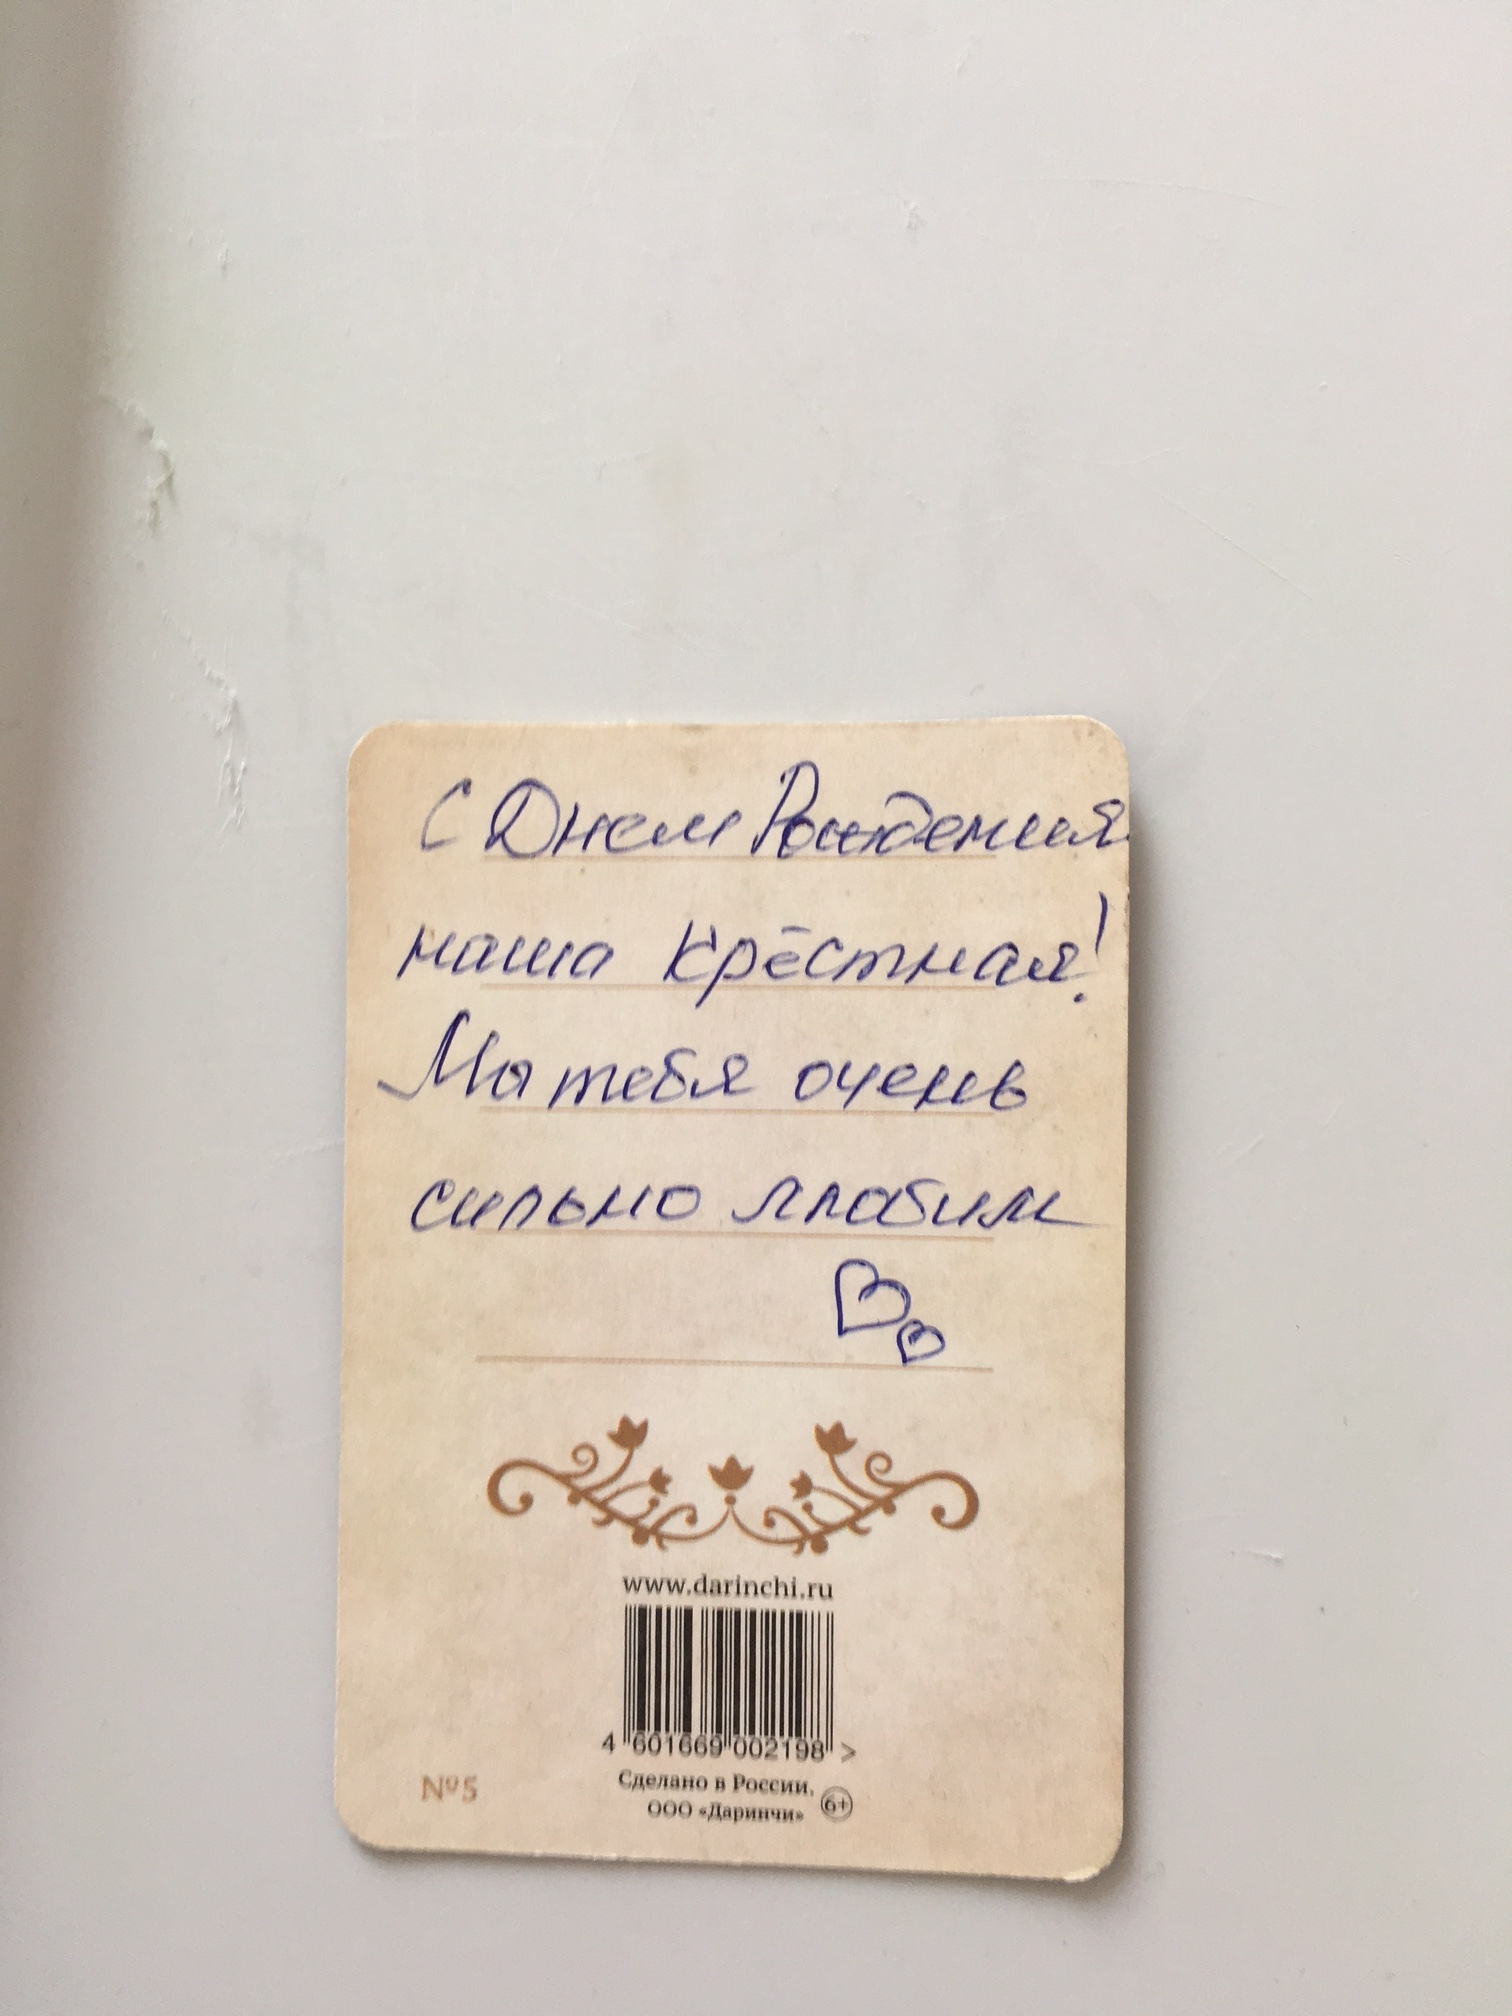 С Днем Рождения
наша Крёстная!
Мы тебя очень
сильно любим
www.darinchi.ru
4 601669 002198 >
Сделано в России,
ООО «Даринчи» 6+
№5